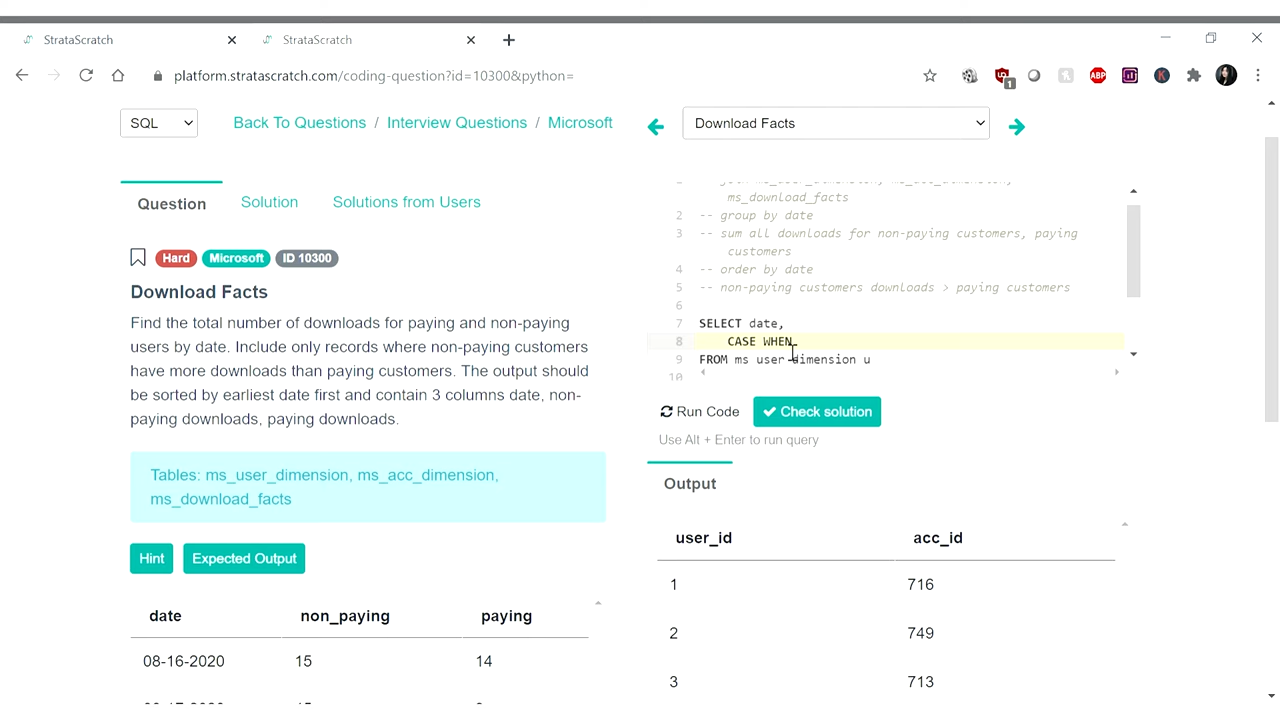 StrataScratch
StrataScratch
platform.stratascratch.com/coding-question?id=10300&python=
1
ABP
K
SQL
Back To Questions / Interview Questions / Microsoft
Download Facts
Question
Solution
Solutions from Users
Hard Microsoft ID 10300
Download Facts
Find the total number of downloads for paying and non-paying
users by date. Include only records where non-paying customers
have more downloads than paying customers. The output should
be sorted by earliest date first and contain 3 columns date, non-
paying downloads, paying downloads.
Tables: ms_user_dimension, ms_acc_dimension,
ms_download_facts
Hint
Expected Output
date non_paying paying
08-16-2020 15 14
ms_download_facts
2 -- group by date
3 -- sum all downloads for non-paying customers, paying
customers
4 -- order by date
5 -- non-paying customers downloads > paying customers
6
7 SELECT date,
8 CASE WHEN
9 FROM ms_user_dimension u
10
Run Code
Check solution
Use Alt + Enter to run query
Output
user_id acc_id
1 716
2 749
3 713